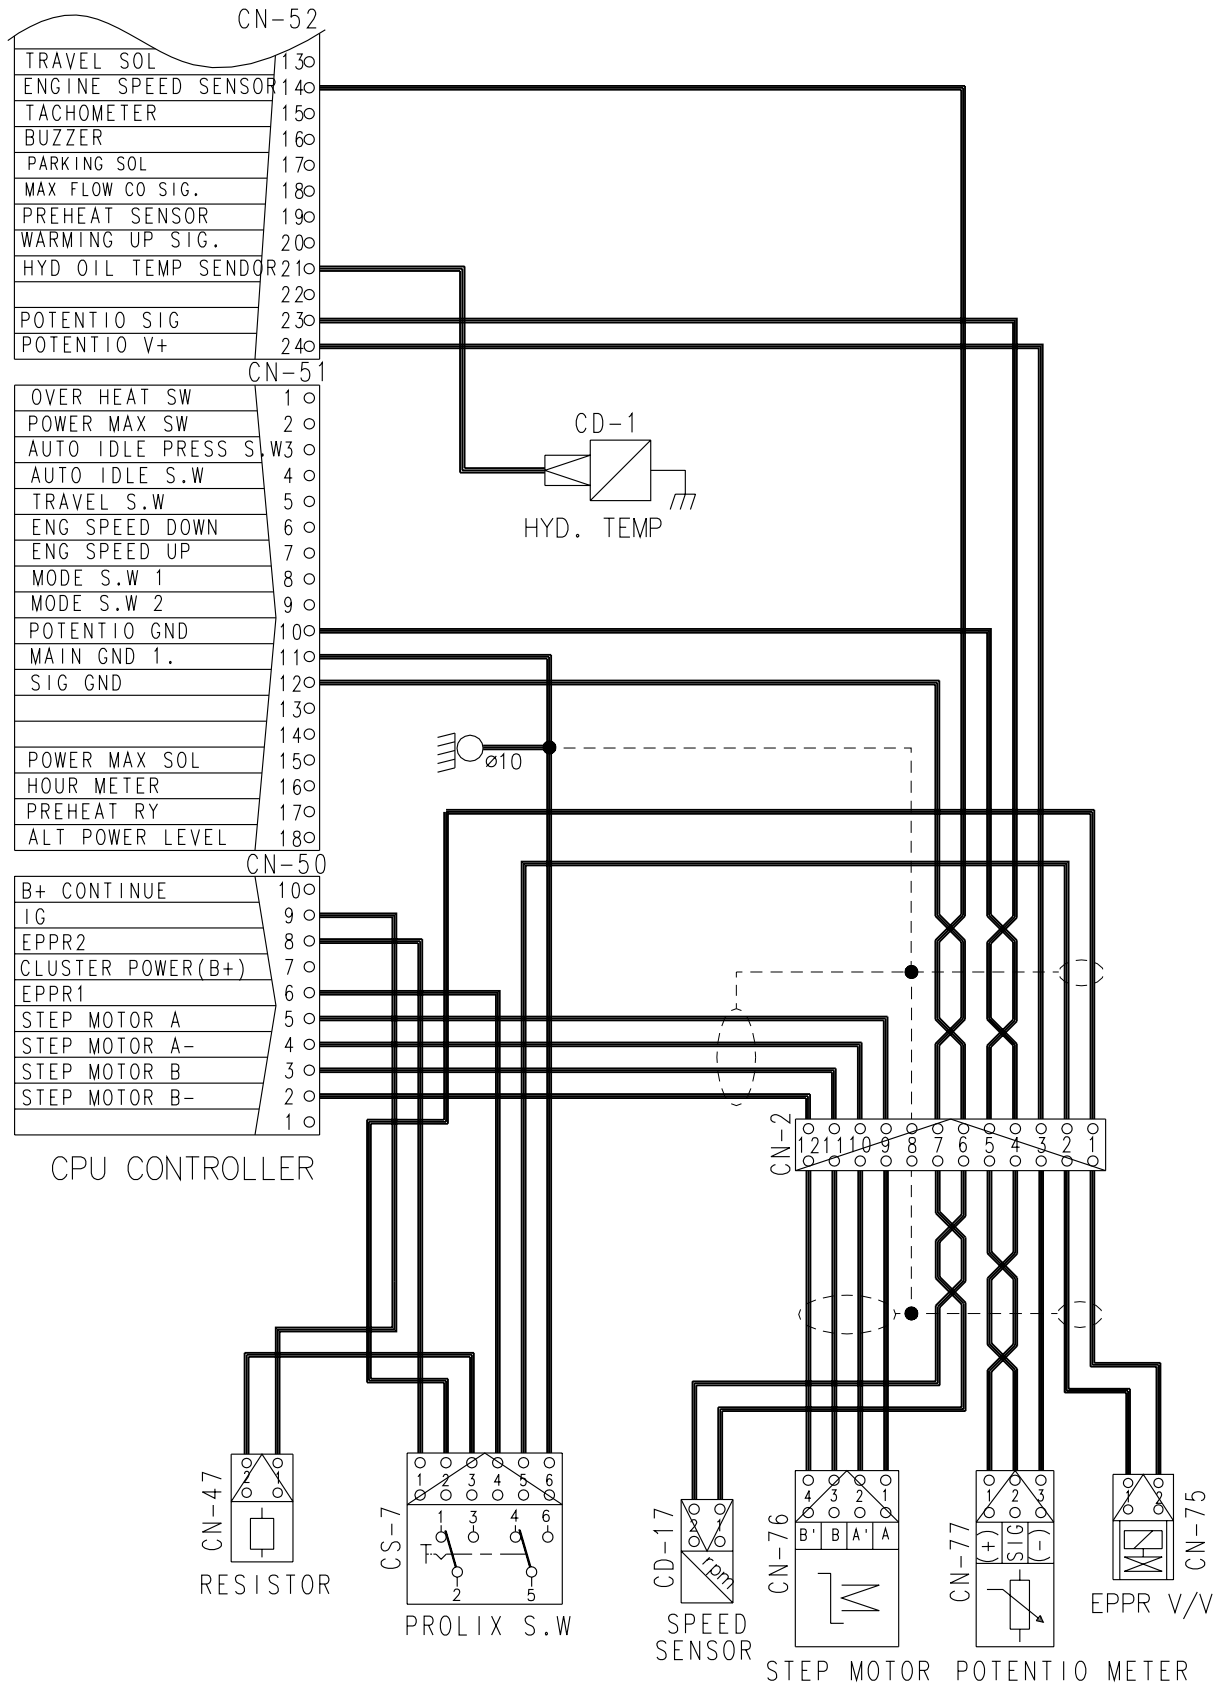 CN-52
TRAVEL SOL 13
ENGINE SPEED SENSOR 14
TACHOMETER 15
BUZZER 16
PARKING SOL 17
MAX FLOW CO SIG. 18
PREHEAT SENSOR 19
WARMING UP SIG. 20
HYD OIL TEMP SENDOR 21
22
POTENTIO SIG 23
POTENTIO V+ 24
CN-51
OVER HEAT SW 1
POWER MAX SW 2
AUTO IDLE PRESS S.W 3
AUTO IDLE S.W 4
TRAVEL S.W 5
ENG SPEED DOWN 6
ENG SPEED UP 7
MODE S.W 1 8
MODE S.W 2 9
POTENTIO GND 10
MAIN GND 1. 11
SIG GND 12
13
14
POWER MAX SOL 15
HOUR METER 16
PREHEAT RY 17
ALT POWER LEVEL 18
CN-50
B+ CONTINUE 10
IG 9
EPPR2 8
CLUSTER POWER(B+) 7
EPPR1 6
STEP MOTOR A 5
STEP MOTOR A- 4
STEP MOTOR B 3
STEP MOTOR B- 2
1
CPU CONTROLLER
CD-1
HYD. TEMP
ø10
CN-2
12 11 10 9 8 7 6 5 4 3 2 1
CN-47
2 1
RESISTOR
CS-7
1 2 3 4 5 6
1 3 4 6
2 5
PROLIX S.W
CD-17
2 1
rpm
SPEED
SENSOR
CN-76
4 3 2 1
B' B A' A
STEP MOTOR
CN-77
1 2 3
(+) SIG (-)
POTENTIO METER
CN-75
1 2
EPPR V/V